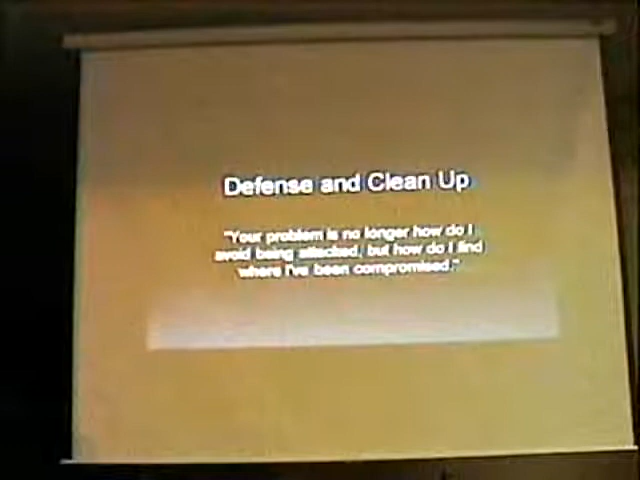 Defense and Clean Up
"Your problem is no longer how do I
avoid being attacked, but how do I find
where I've been compromised."